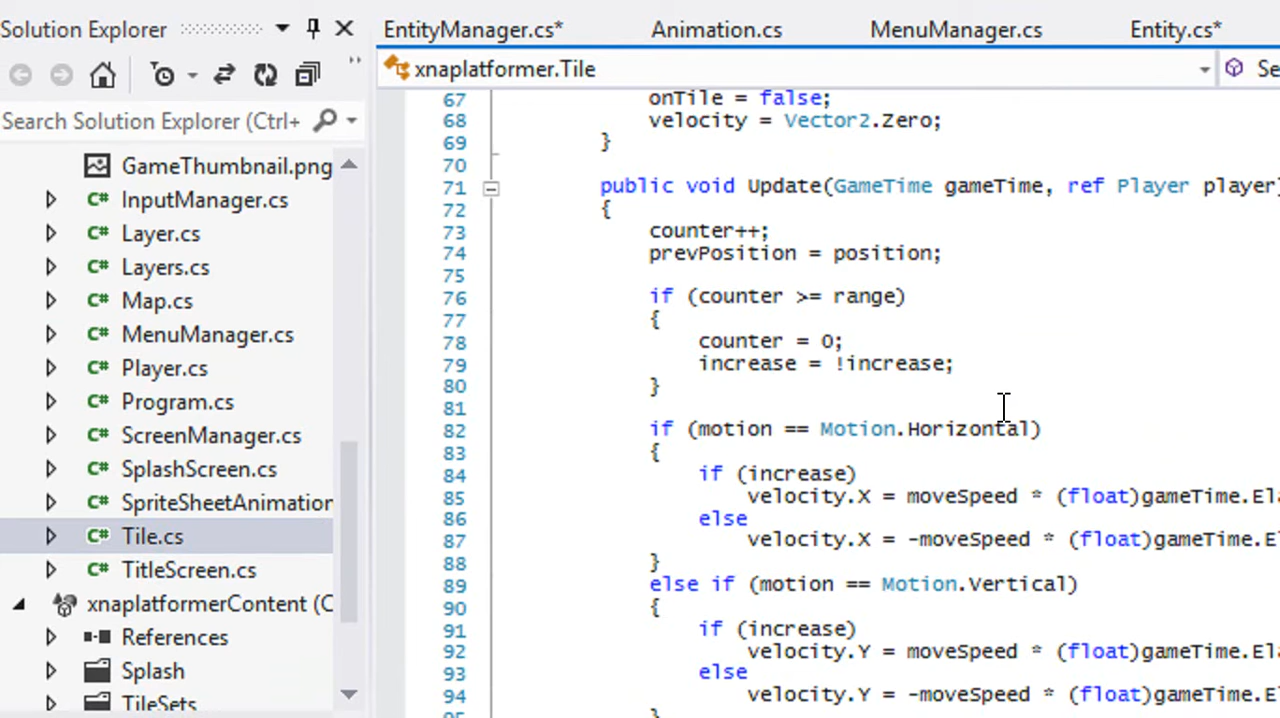 Solution Explorer
Search Solution Explorer (Ctrl+
GameThumbnail.png
C# InputManager.cs
C# Layer.cs
C# Layers.cs
C# Map.cs
C# MenuManager.cs
C# Player.cs
C# Program.cs
C# ScreenManager.cs
C# SplashScreen.cs
C# SpriteSheetAnimation
C# Tile.cs
C# TitleScreen.cs
xnaplatformerContent (C
References
Splash
TileSets
EntityManager.cs* Animation.cs MenuManager.cs Entity.cs*
xnaplatformer.Tile Se
67 onTile = false;
68 velocity = Vector2.Zero;
69 }
70
71 public void Update(GameTime gameTime, ref Player player
72 {
73 counter++;
74 prevPosition = position;
75
76 if (counter >= range)
77 {
78 counter = 0;
79 increase = !increase;
80 }
81
82 if (motion == Motion.Horizontal)
83 {
84 if (increase)
85 velocity.X = moveSpeed * (float)gameTime.Ela
86 else
87 velocity.X = -moveSpeed * (float)gameTime.El
88 }
89 else if (motion == Motion.Vertical)
90 {
91 if (increase)
92 velocity.Y = moveSpeed * (float)gameTime.Ela
93 else
94 velocity.Y = -moveSpeed * (float)gameTime.El
95 }